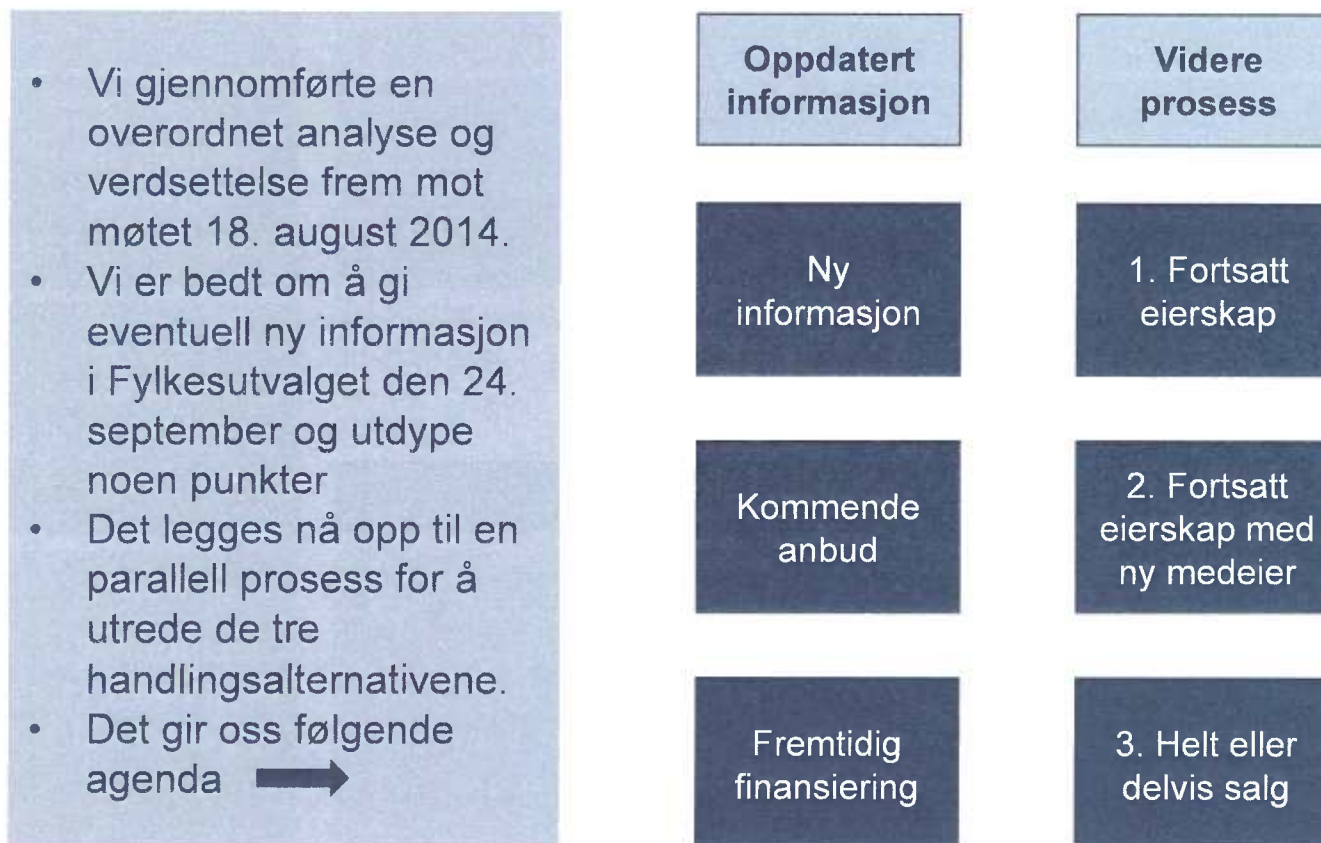 • Vi gjennomførte en
overordnet analyse og
verdsettelse frem mot
møtet 18. august 2014.
• Vi er bedt om å gi
eventuell ny informasjon
i Fylkesutvalget den 24.
september og utdype
noen punkter
• Det legges nå opp til en
parallell prosess for å
utrede de tre
handlingsalternativene.
• Det gir oss følgende
agenda
Oppdatert
informasjon
Ny
informasjon
Kommende
anbud
Fremtidig
finansiering
Videre
prosess
1. Fortsatt
eierskap
2. Fortsatt
eierskap med
ny medeier
3. Helt eller
delvis salg